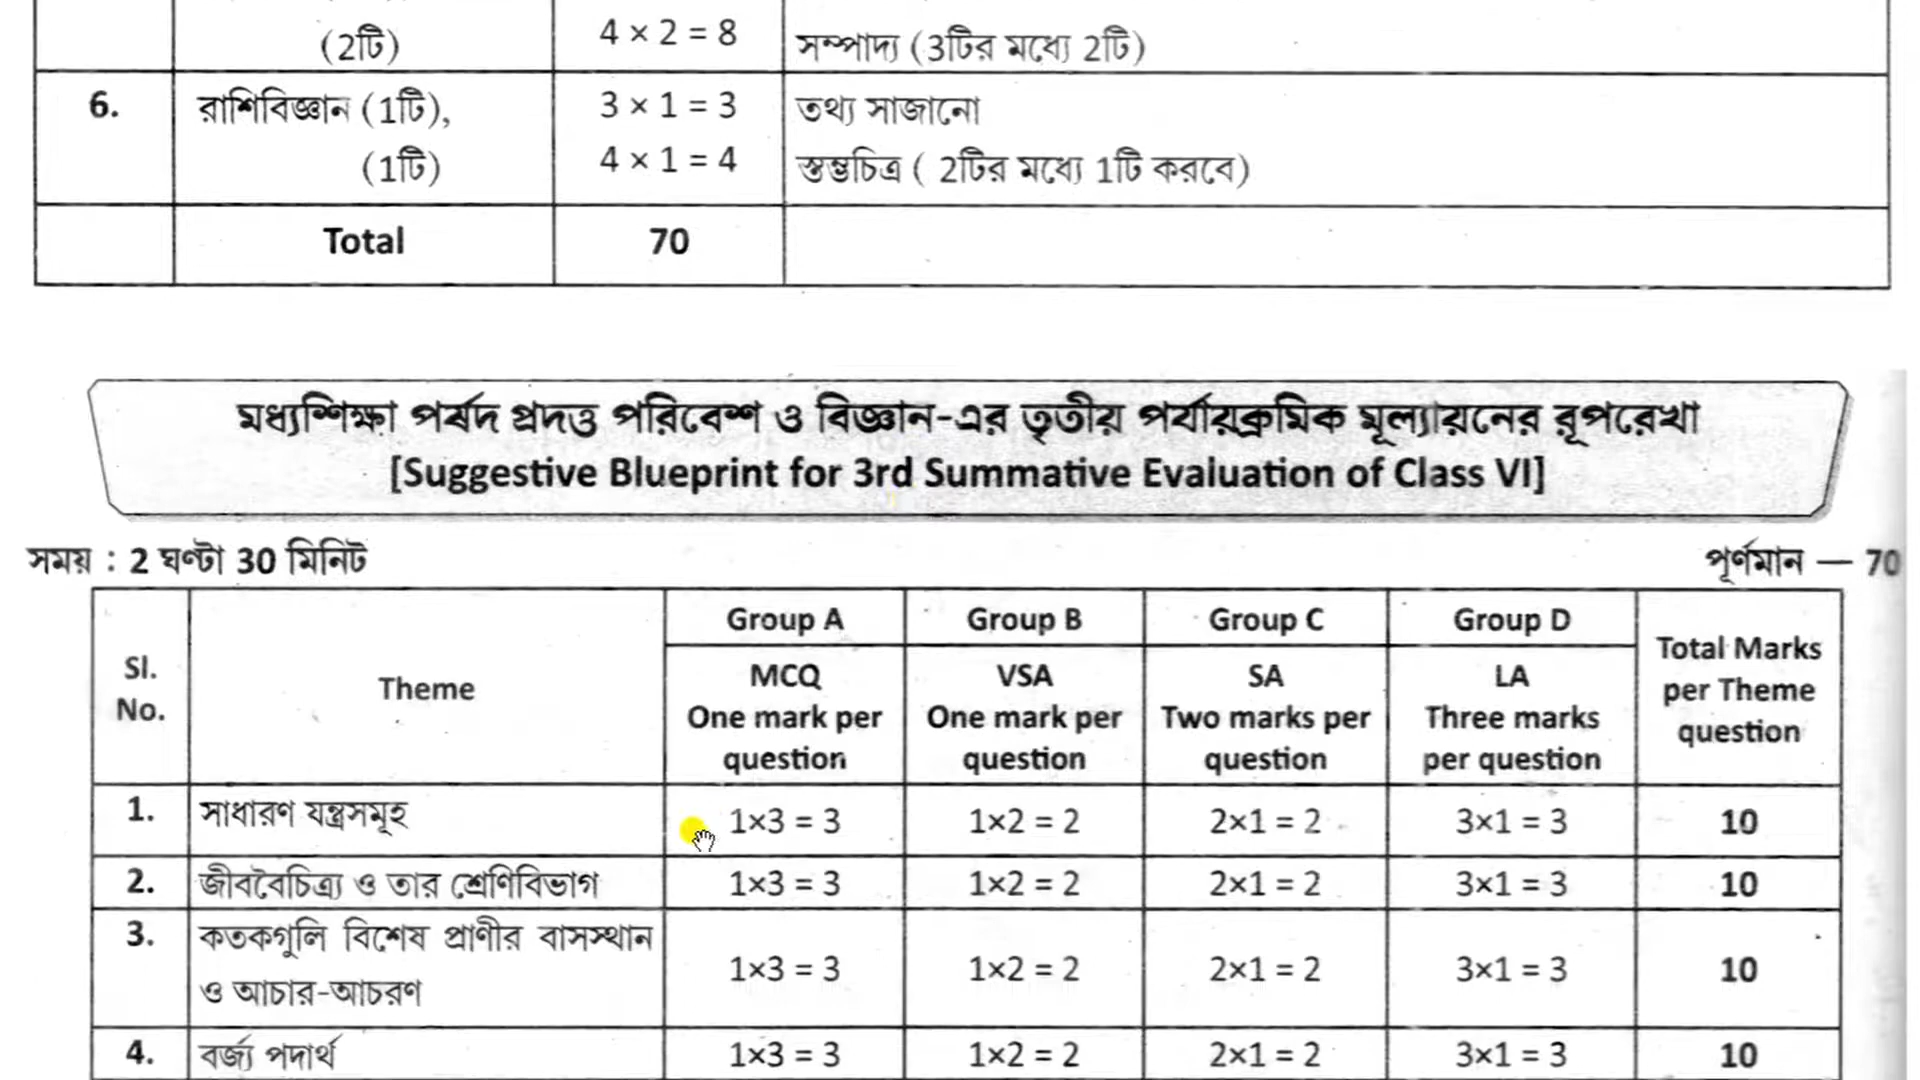 (2টি) 4 × 2 = 8 সম্পাদ্য (3টির মধ্যে 2টি)
6. রাশিবিজ্ঞান (1টি), 3 × 1 = 3 তথ্য সাজানো
(1টি) 4 × 1 = 4 স্তম্ভচিত্র ( 2টির মধ্যে 1টি করবে)
Total 70
মধ্যশিক্ষা পর্ষদ প্রদত্ত পরিবেশ ও বিজ্ঞান-এর তৃতীয় পর্যায়ক্রমিক মূল্যায়নের রূপরেখা
[Suggestive Blueprint for 3rd Summative Evaluation of Class VI]
সময় : 2 ঘণ্টা 30 মিনিট পূর্ণমান — 70
Sl.
No.
Theme
Group A
MCQ
One mark per
question
Group B
VSA
One mark per
question
Group C
SA
Two marks per
question
Group D
LA
Three marks
per question
Total Marks
per Theme
question
1. সাধারণ যন্ত্রসমূহ 1×3 = 3 1×2 = 2 2×1 = 2 3×1 = 3 10
2. জীববৈচিত্র্য ও তার শ্রেণিবিভাগ 1×3 = 3 1×2 = 2 2×1 = 2 3×1 = 3 10
3. কতকগুলি বিশেষ প্রাণীর বাসস্থান
ও আচার-আচরণ 1×3 = 3 1×2 = 2 2×1 = 2 3×1 = 3 10
4. বর্জ্য পদার্থ 1×3 = 3 1×2 = 2 2×1 = 2 3×1 = 3 10